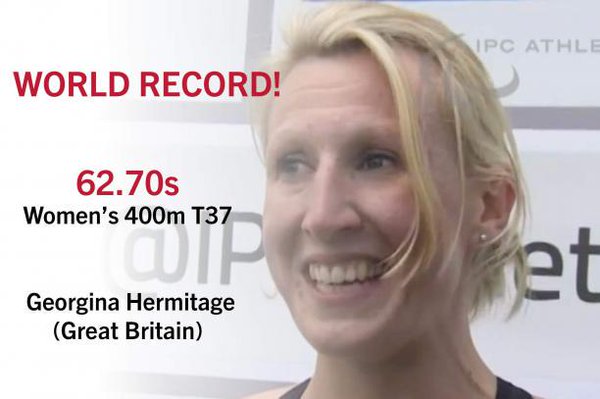 IPC ATHLE
WORLD RECORD!
62.70s
Women's 400m T37
@IP
et
Georgina Hermitage
(Great Britain)